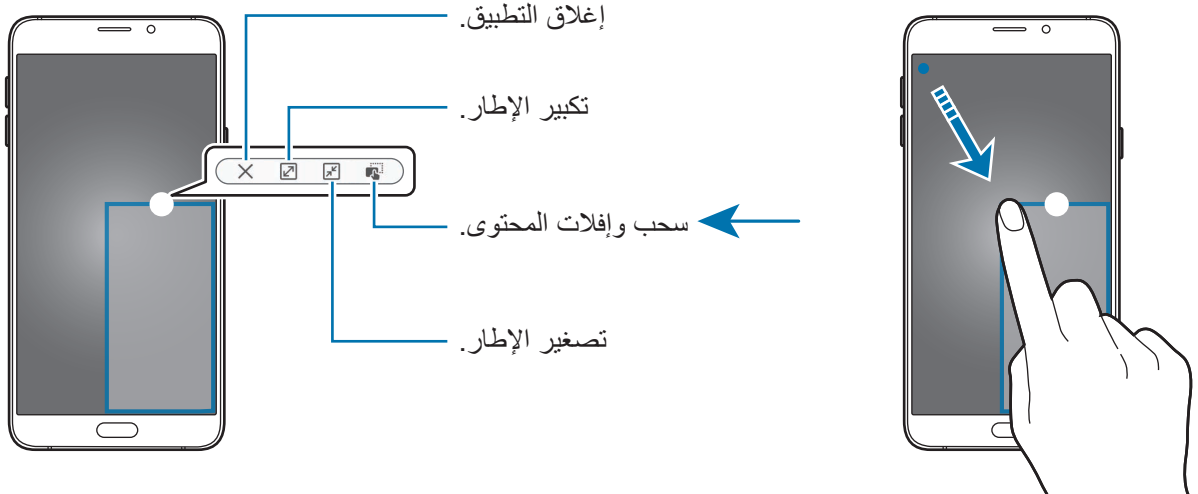 إغلاق التطبيق.
تكبير الإطار.
سحب وإفلات المحتوى.
تصغير الإطار.